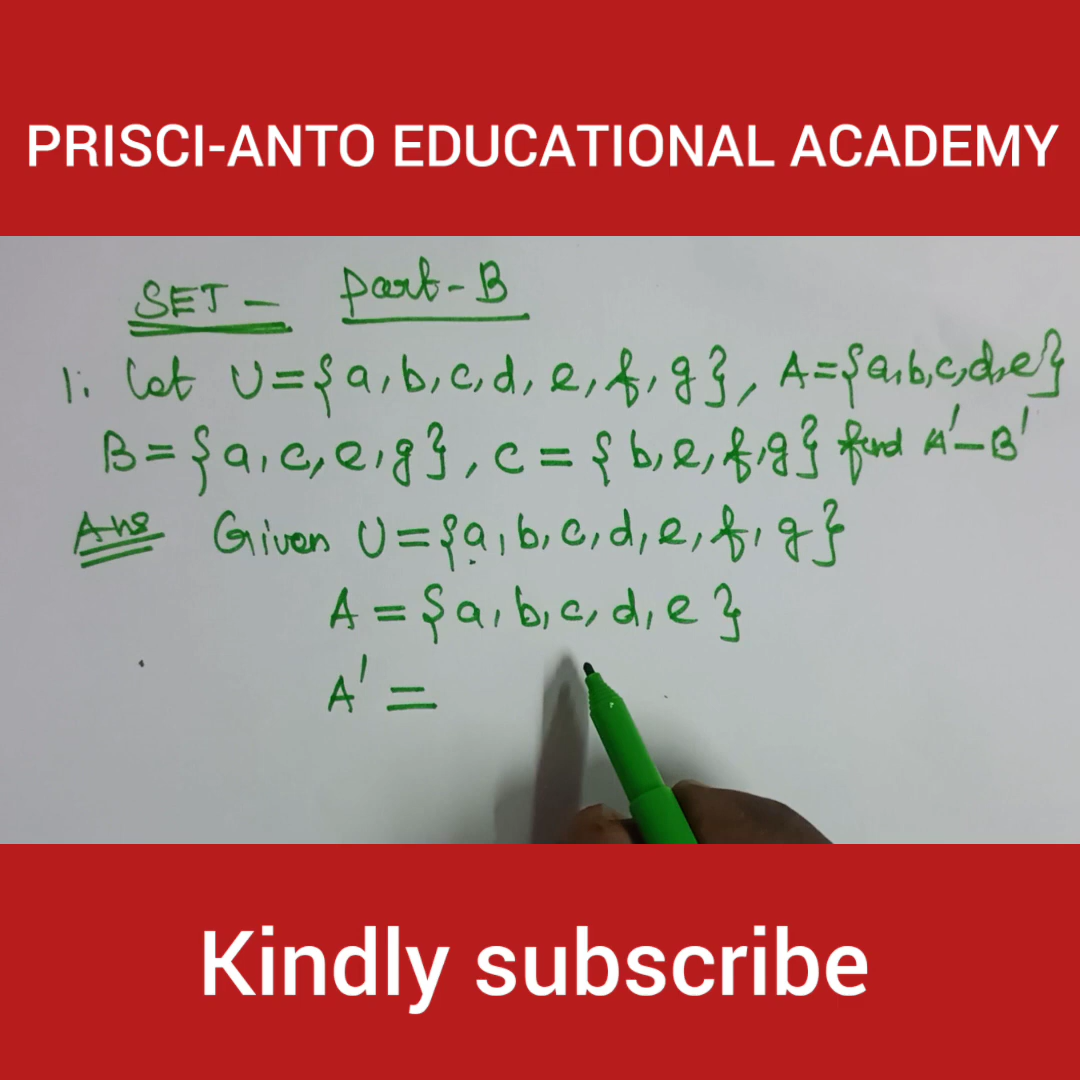 PRISCI-ANTO EDUCATIONAL ACADEMY
SET - Part-B
1. Let U={a,b,c,d,e,f,g}, A={a,b,c,d,e}
B={a,c,e,g}, C={b,e,f,g} find A'-B'
Ans Given U={a,b,c,d,e,f,g}
A={a,b,c,d,e}
A'=
Kindly subscribe